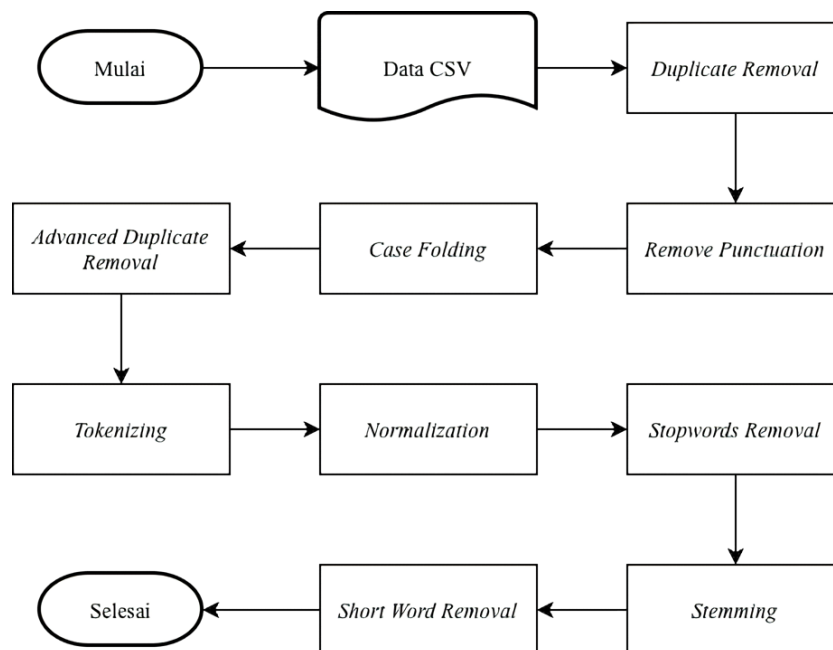 Mulai
Data CSV
Duplicate Removal
Remove Punctuation
Case Folding
Advanced Duplicate
Removal
Tokenizing
Normalization
Stopwords Removal
Stemming
Short Word Removal
Selesai